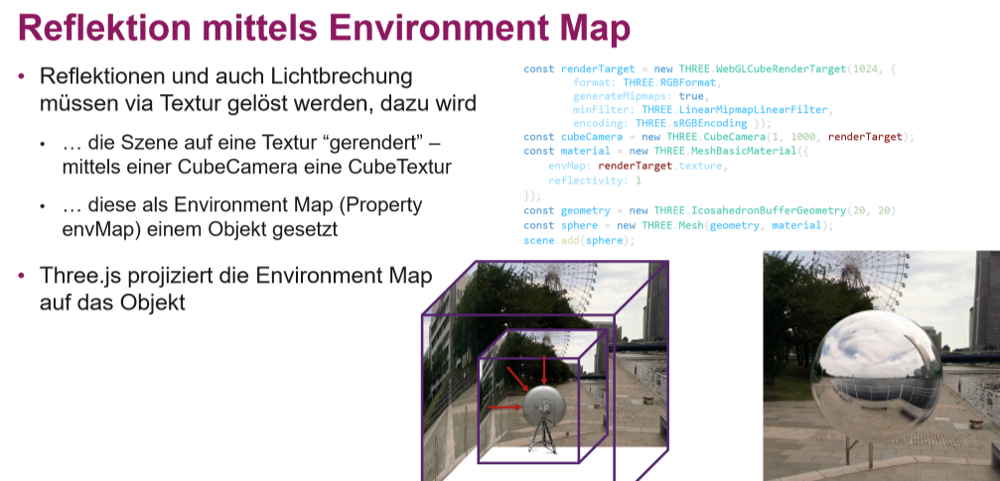 Reflektion mittels Environment Map
• Reflektionen und auch Lichtbrechung
müssen via Textur gelöst werden, dazu wird
• … die Szene auf eine Textur “gerendert” –
mittels einer CubeCamera eine CubeTextur
• … diese als Environment Map (Property
envMap) einem Objekt gesetzt
• Three.js projiziert die Environment Map
auf das Objekt
const renderTarget = new THREE.WebGLCubeRenderTarget(1024, {
format: THREE.RGBFormat,
generateMipmaps: true,
minFilter: THREE.LinearMipmapLinearFilter,
encoding: THREE.sRGBEncoding });
const cubeCamera = new THREE.CubeCamera(1, 1000, renderTarget);
const material = new THREE.MeshBasicMaterial({
envMap: renderTarget.texture,
reflectivity: 1
});
const geometry = new THREE.IcosahedronBufferGeometry(20, 20)
const sphere = new THREE.Mesh(geometry, material);
scene.add(sphere);